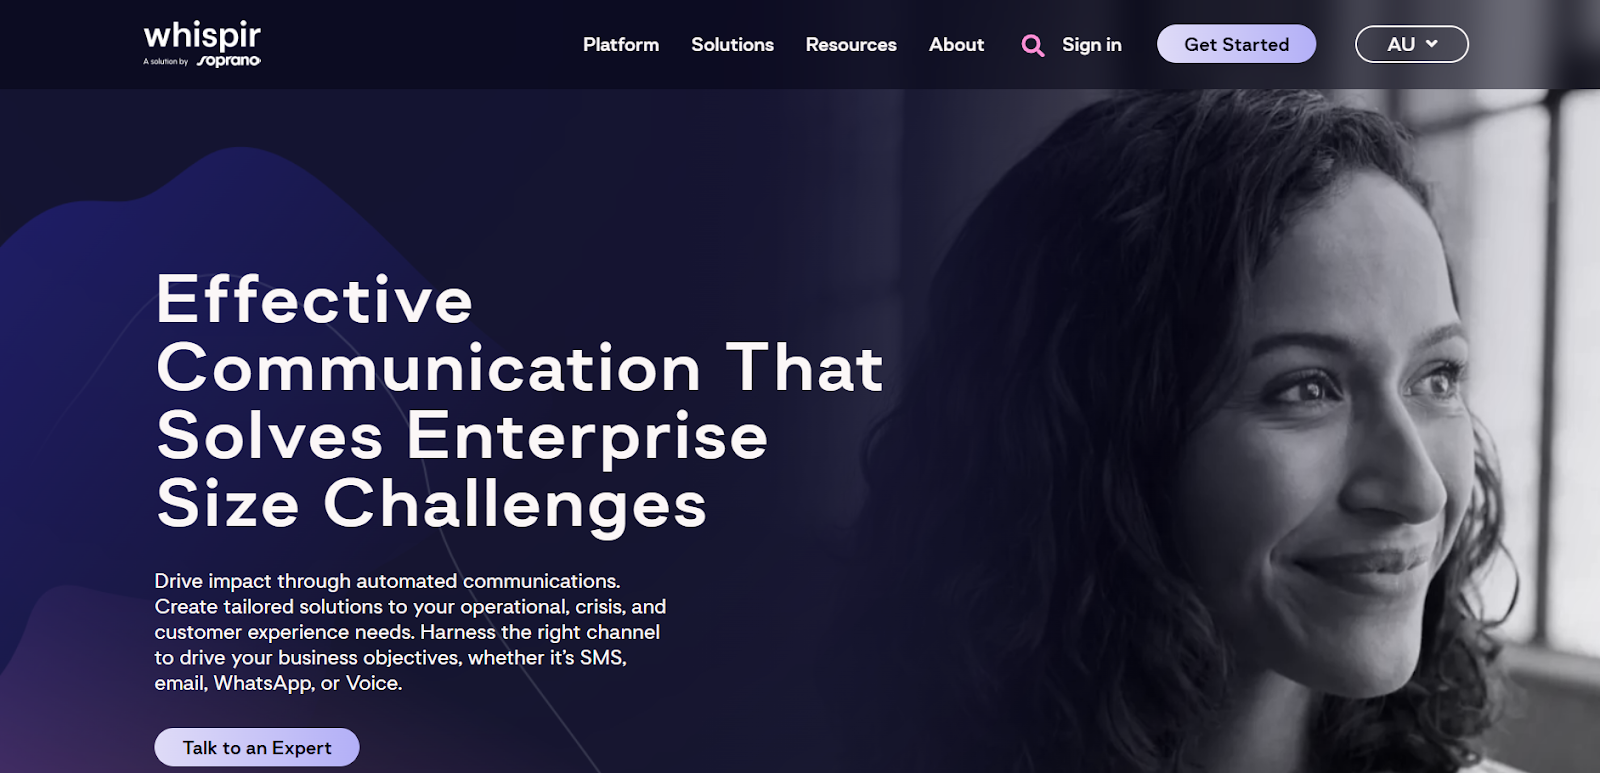 whispir
A solution by soprano
Platform Solutions Resources About Sign in Get Started AU
Effective
Communication That
Solves Enterprise
Size Challenges
Drive impact through automated communications.
Create tailored solutions to your operational, crisis, and
customer experience needs. Harness the right channel
to drive your business objectives, whether it’s SMS,
email, WhatsApp, or Voice.
Talk to an Expert